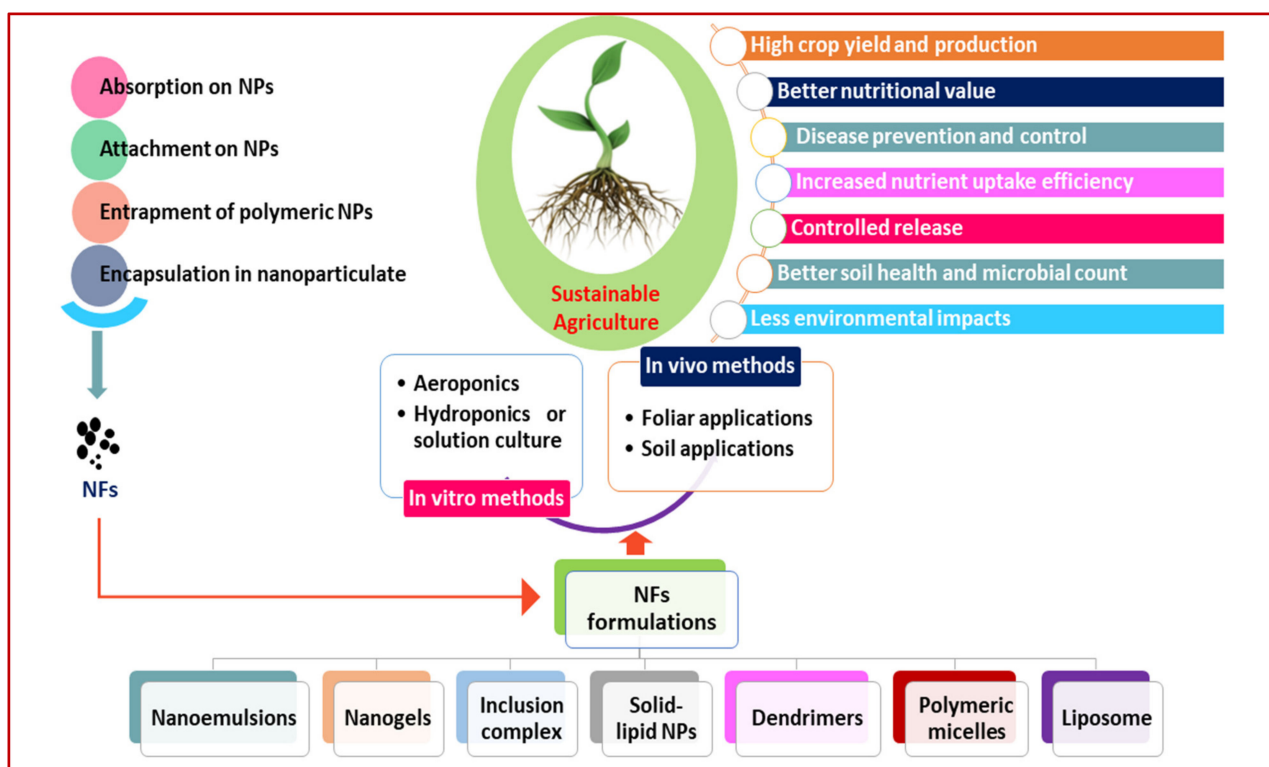 Absorption on NPs
Attachment on NPs
Entrapment of polymeric NPs
Encapsulation in nanoparticulate
NFs
Sustainable
Agriculture
High crop yield and production
Better nutritional value
Disease prevention and control
Increased nutrient uptake efficiency
Controlled release
Better soil health and microbial count
Less environmental impacts
• Aeroponics
• Hydroponics or
solution culture
In vitro methods
In vivo methods
• Foliar applications
• Soil applications
NFs
formulations
Nanoemulsions
Nanogels
Inclusion
complex
Solid-
lipid NPs
Dendrimers
Polymeric
micelles
Liposome